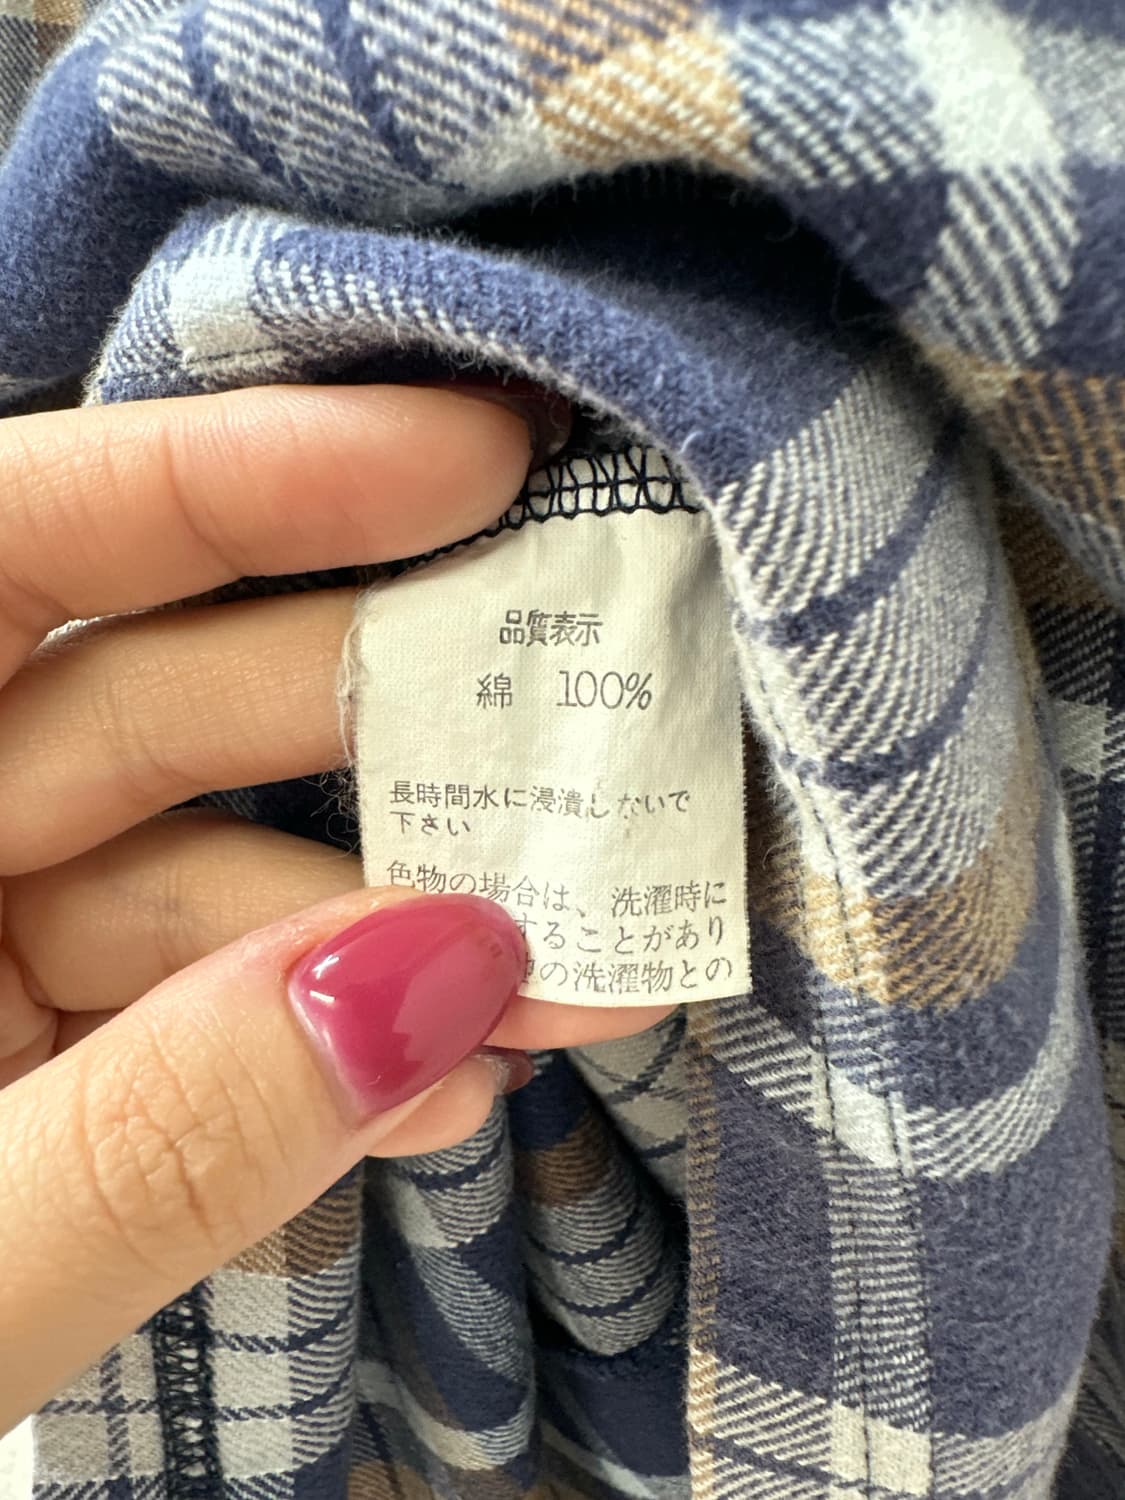 品質表示
綿 100%
長時間水に浸漬しないで
下さい
色物の場合は、洗濯時に
することがあり
の洗濯物との